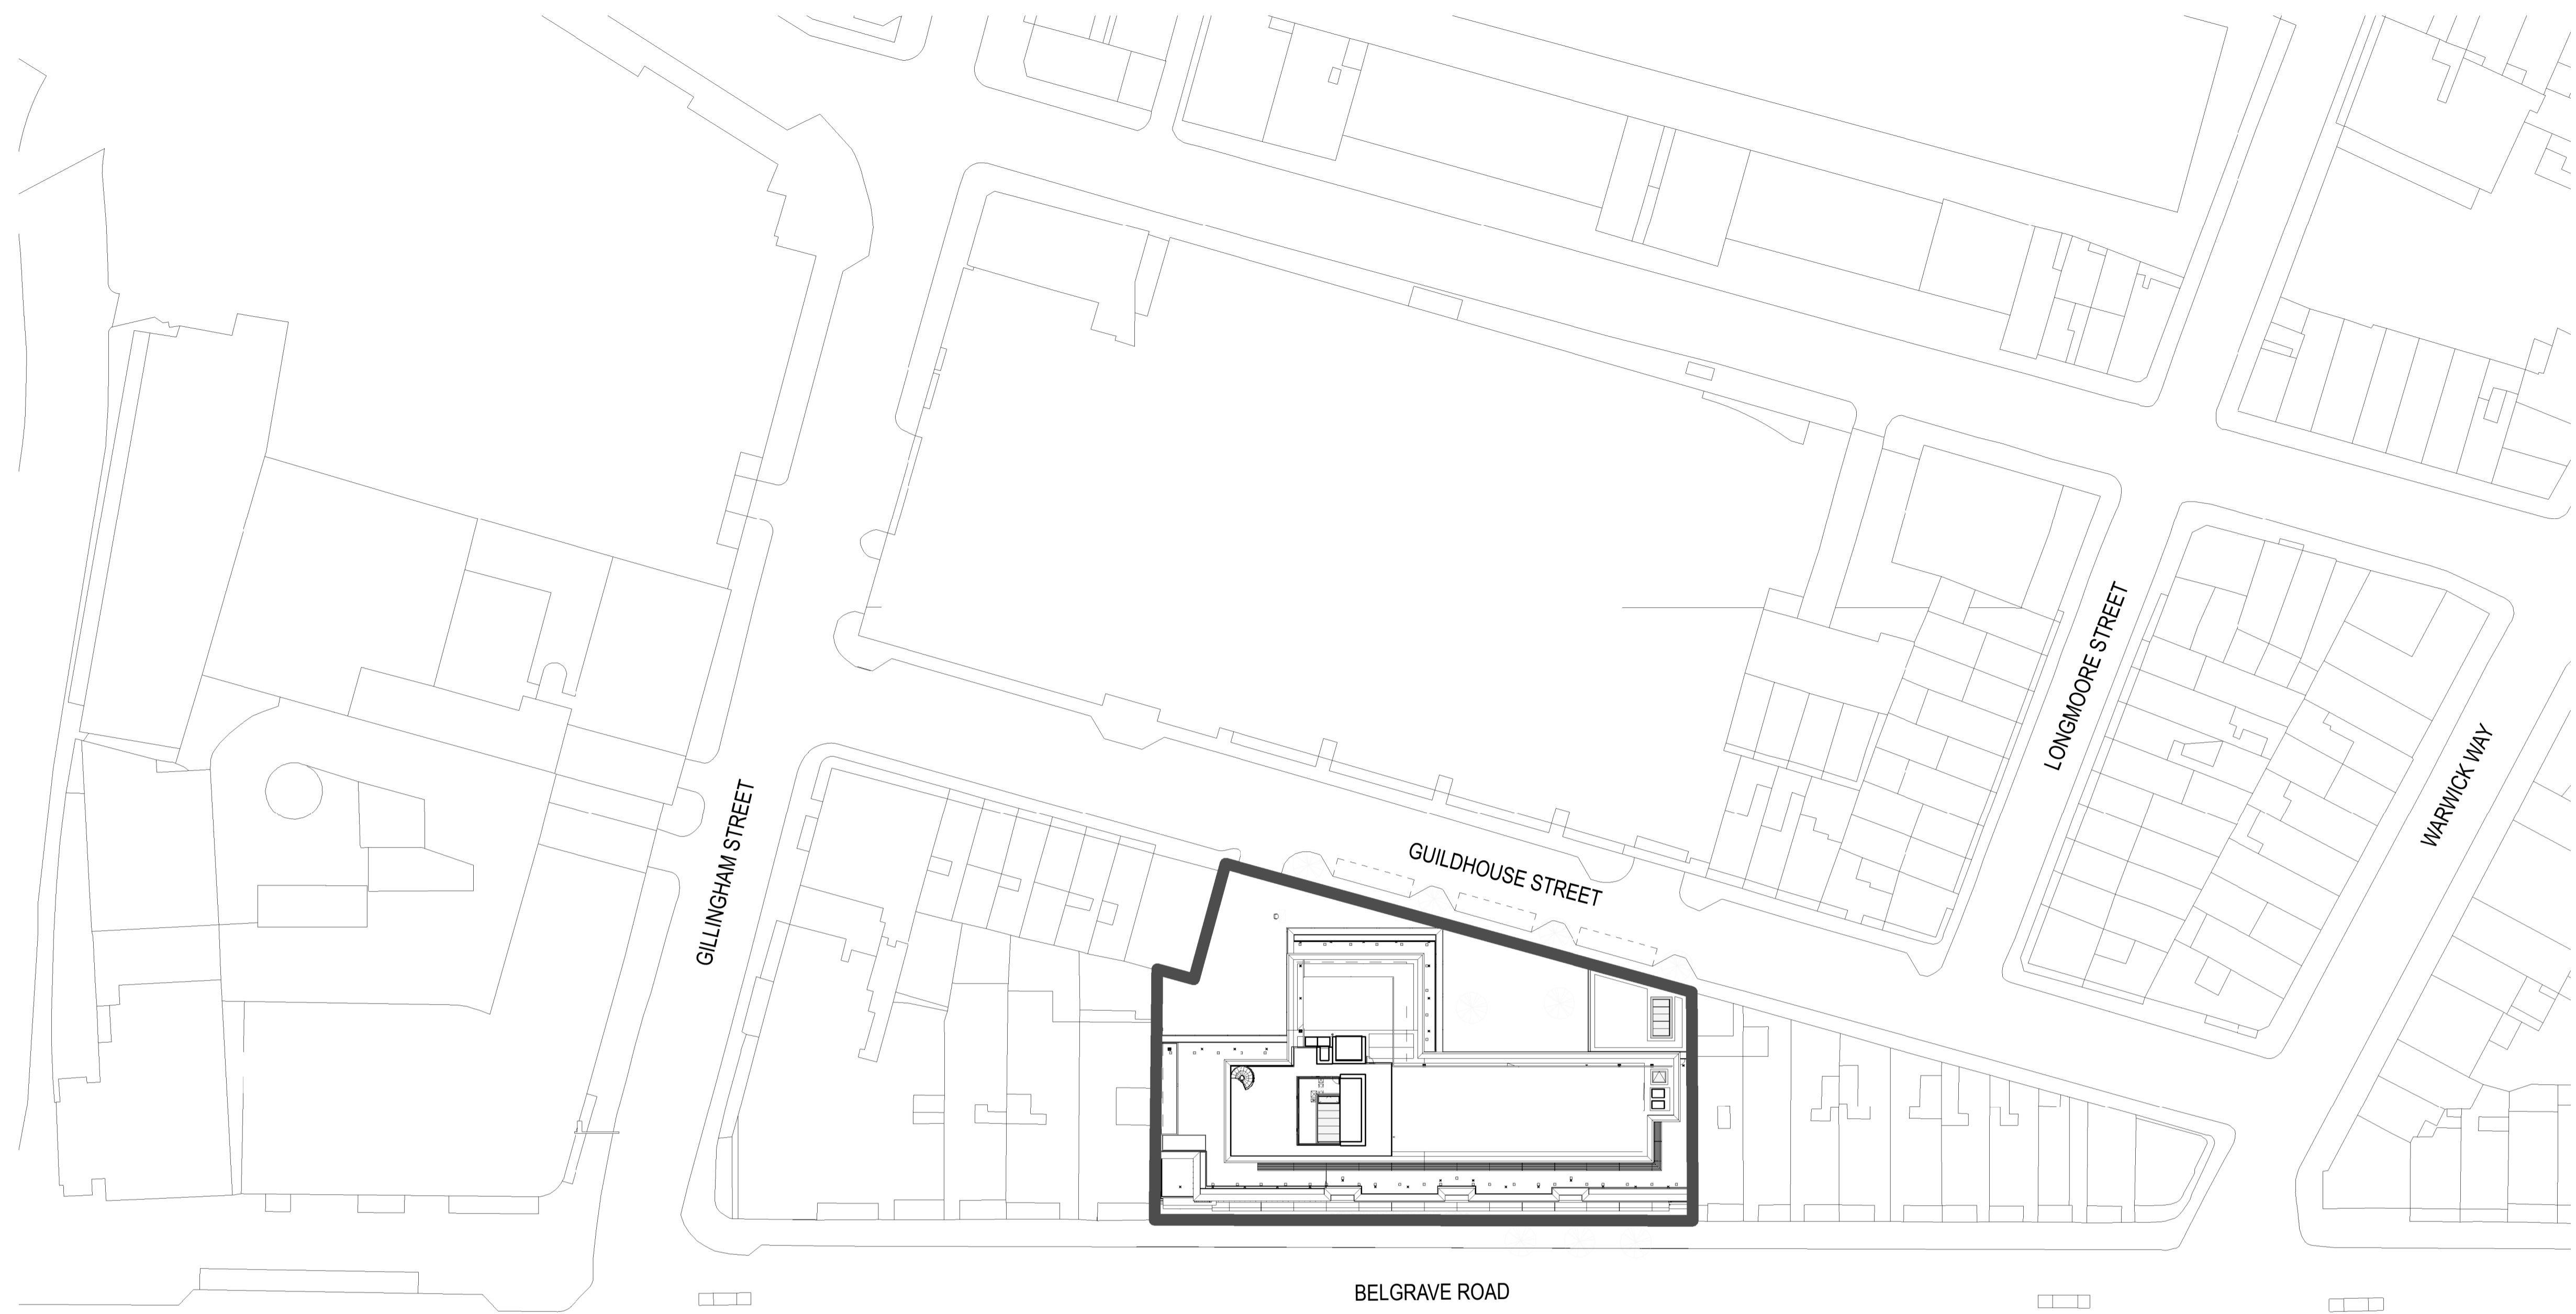 LONGMOORE STREET
WARWICK WAY
GILLINGHAM STREET
GUILDHOUSE STREET
BELGRAVE ROAD